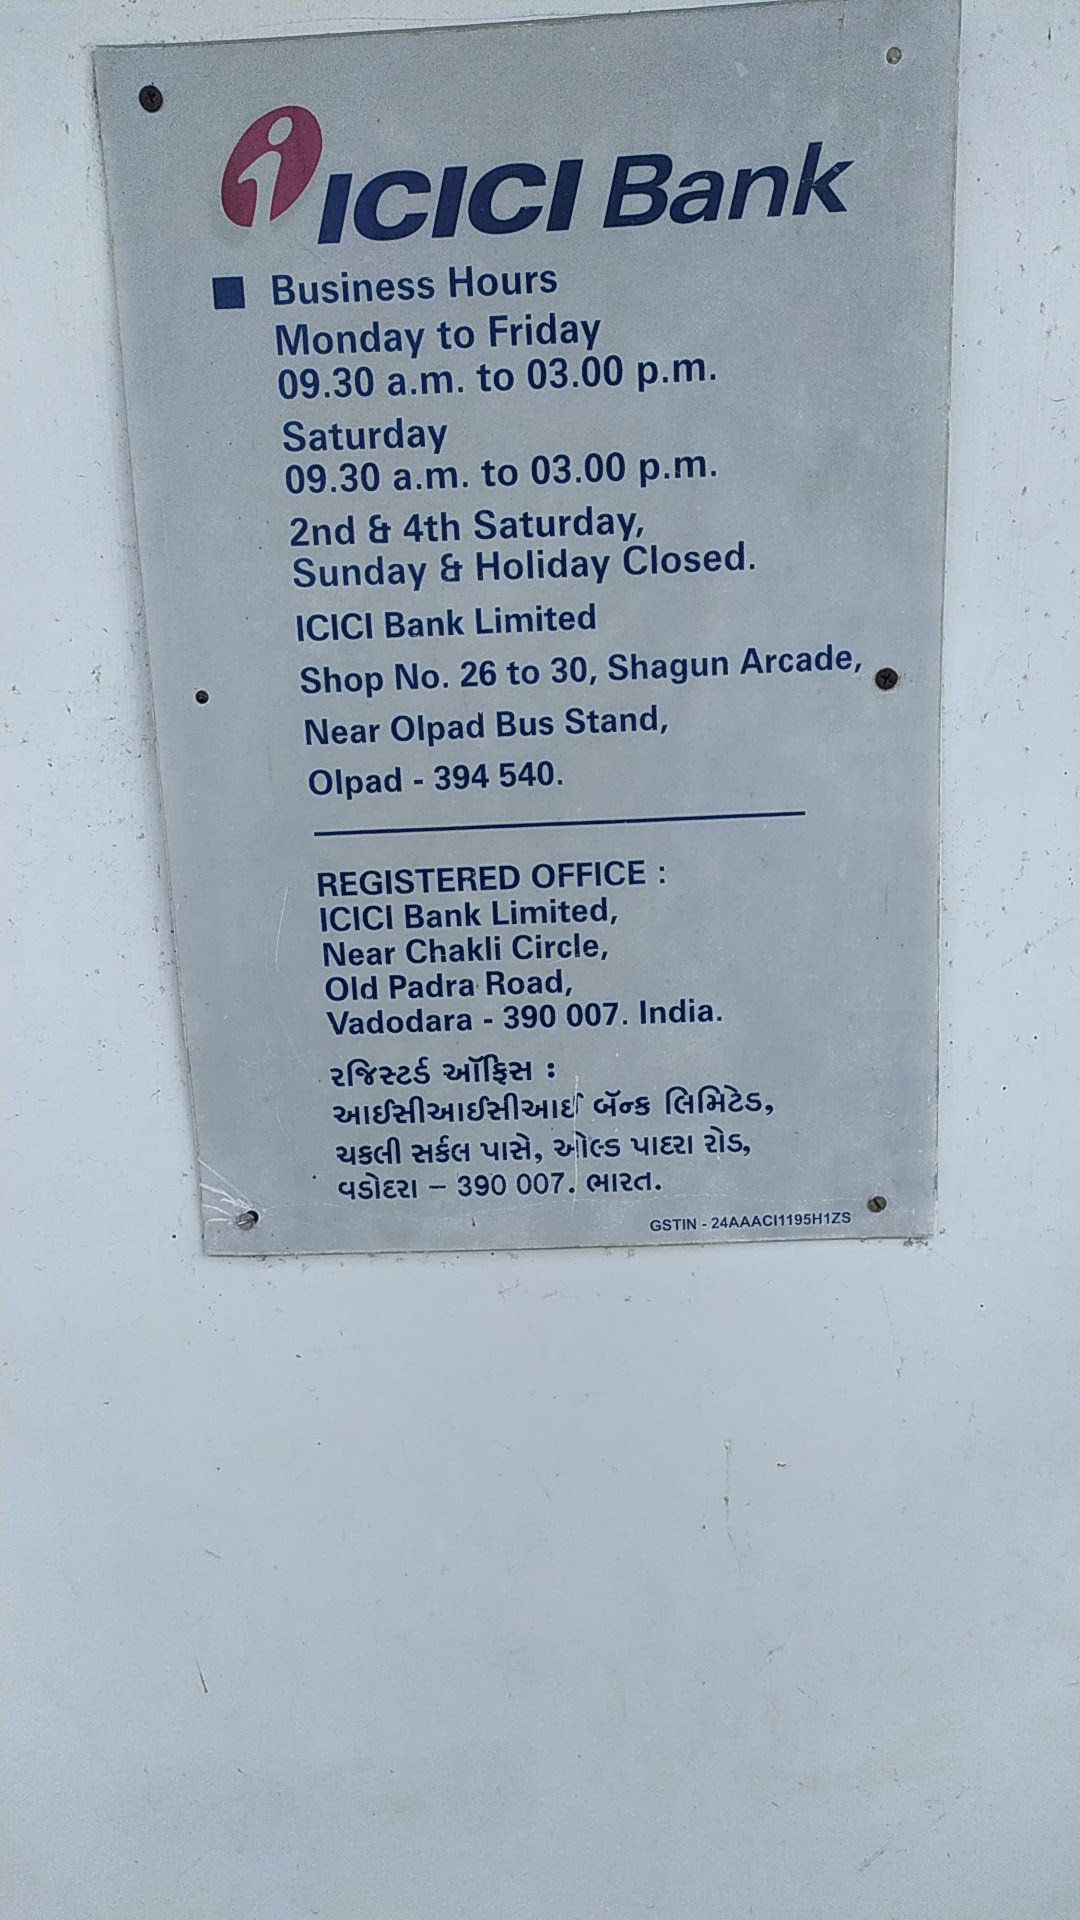 ICICI Bank
Business Hours
Monday to Friday
09.30 a.m. to 03.00 p.m.
Saturday
09.30 a.m. to 03.00 p.m.
2nd & 4th Saturday,
Sunday & Holiday Closed.
ICICI Bank Limited
Shop No. 26 to 30, Shagun Arcade,
Near Olpad Bus Stand,
Olpad - 394 540.
REGISTERED OFFICE :
ICICI Bank Limited,
Near Chakli Circle,
Old Padra Road,
Vadodara - 390 007. India.
રજિસ્ટર્ડ ઑફિસ :
આઈસીઆઈસીઆઈ બૅન્ક લિમિટેડ,
ચકલી સર્કલ પાસે, ઓલ્ડ પાદરા રોડ,
વડોદરા – 390 007. ભારત.
GSTIN - 24AAACI1195H1ZS